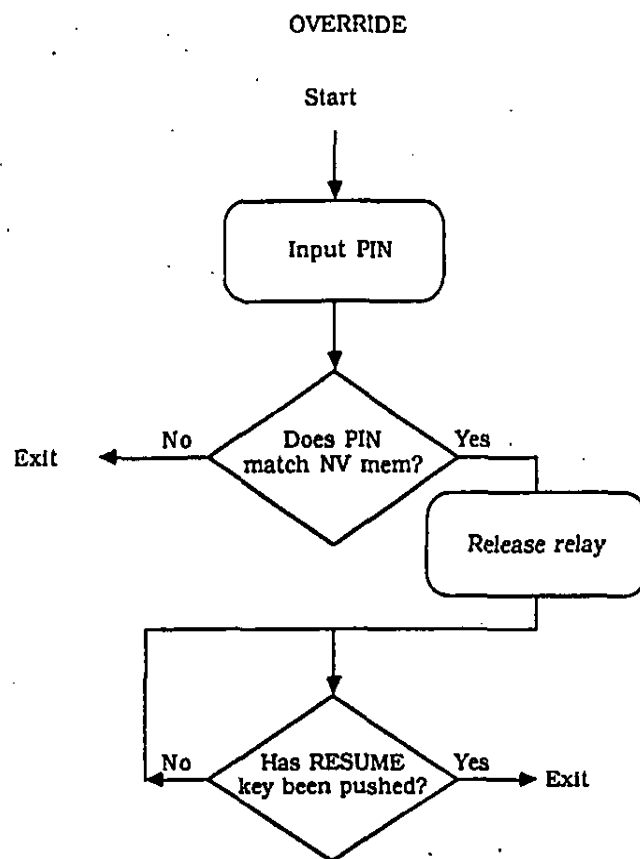 OVERRIDE
Start
Input PIN
Does PIN
match NV mem?
No
Yes
Exit
Release relay
Has RESUME
key been pushed?
No
Yes
Exit